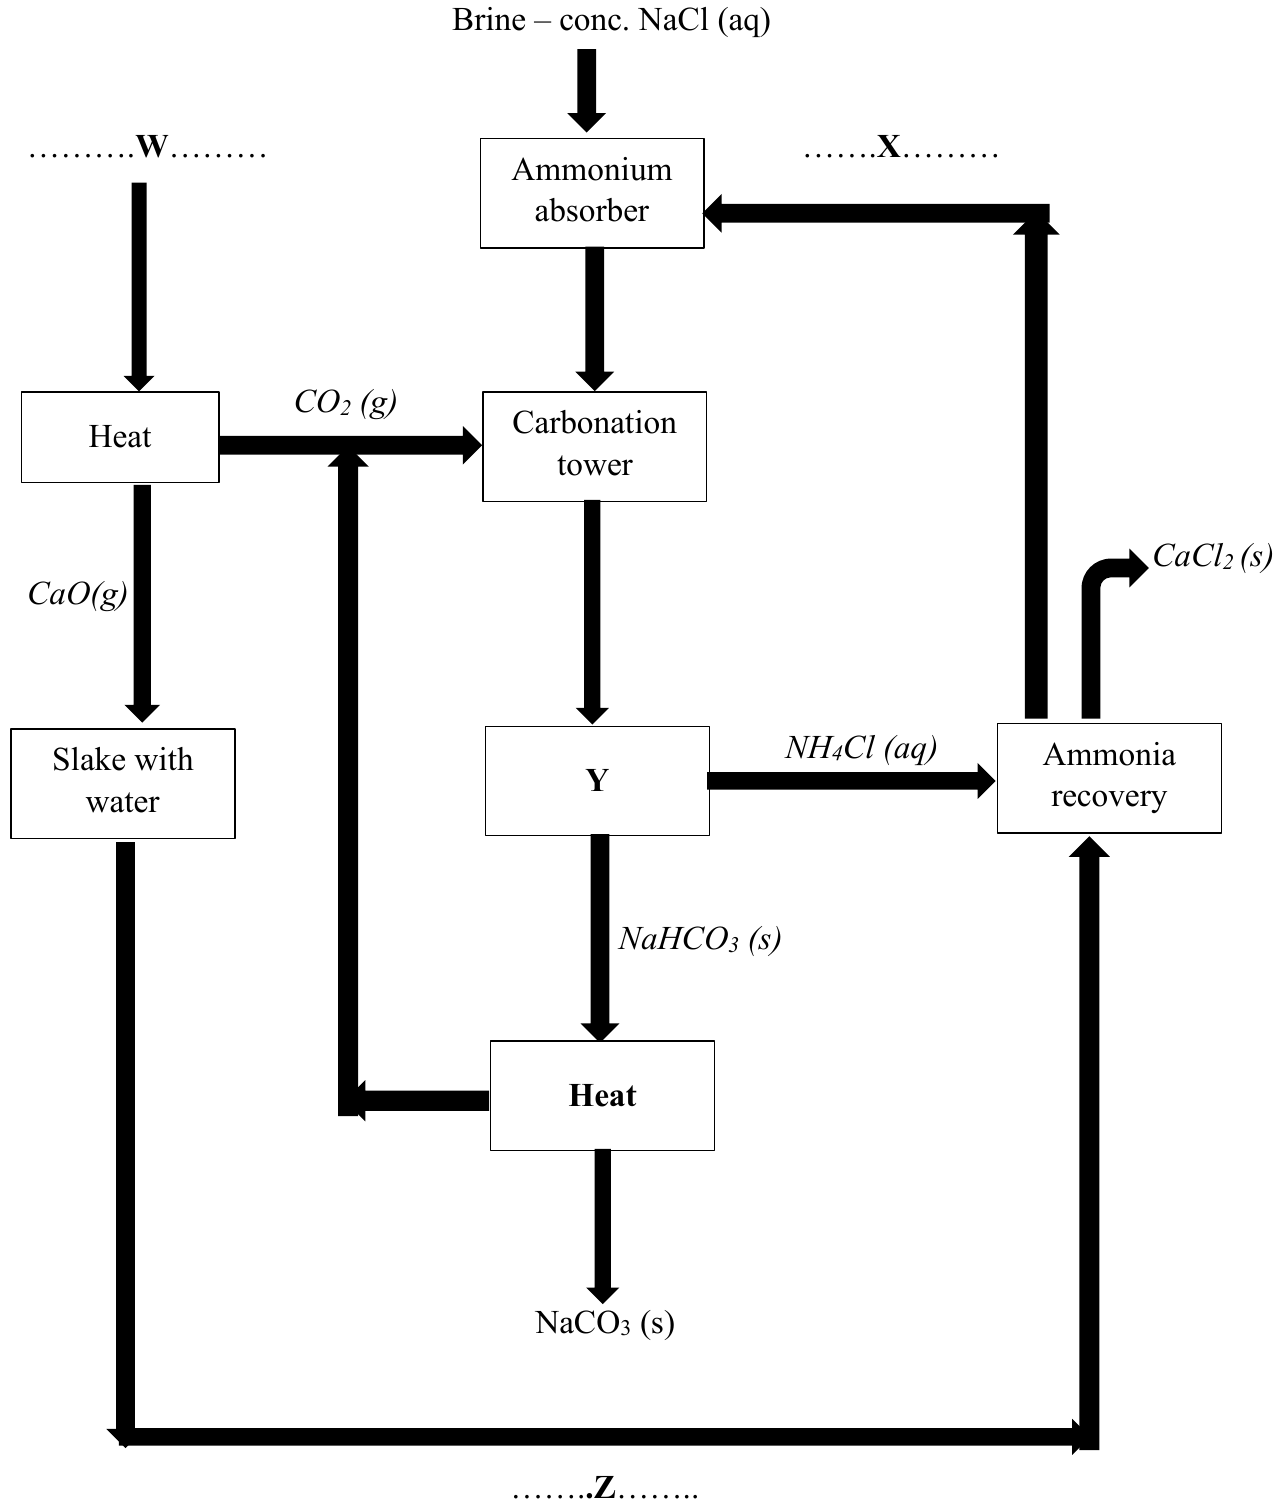 Brine – conc. NaCl (aq)
……….W………
…….X………
Ammonium
absorber
CO₂ (g)
Heat
Carbonation
tower
CaCl₂ (s)
CaO(g)
NH₄Cl (aq)
Slake with
water
Y
Ammonia
recovery
NaHCO₃ (s)
Heat
NaCO₃ (s)
……..Z……..